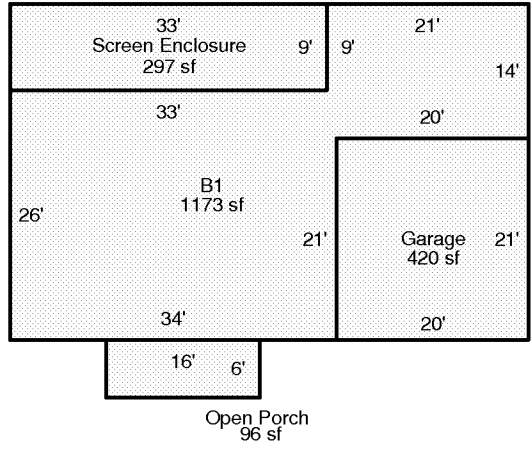 33'
21'
Screen Enclosure
9'
9'
297 sf
14'
33'
20'
B1
1173 sf
26'
21'
Garage
21'
420 sf
34'
20'
16'
6'
Open Porch
96 sf